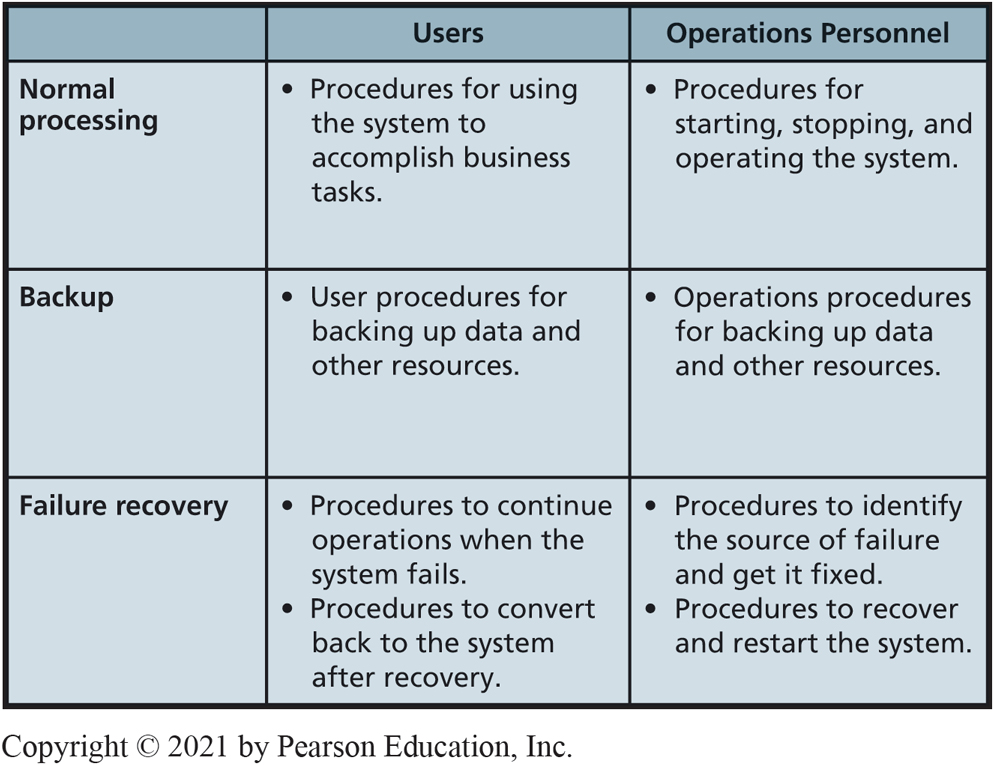 Users
Operations Personnel
Normal
processing
• Procedures for using
the system to
accomplish business
tasks.
• Procedures for
starting, stopping, and
operating the system.
Backup
• User procedures for
backing up data and
other resources.
• Operations procedures
for backing up data
and other resources.
Failure recovery
• Procedures to continue
operations when the
system fails.
• Procedures to convert
back to the system
after recovery.
• Procedures to identify
the source of failure
and get it fixed.
• Procedures to recover
and restart the system.
Copyright © 2021 by Pearson Education, Inc.